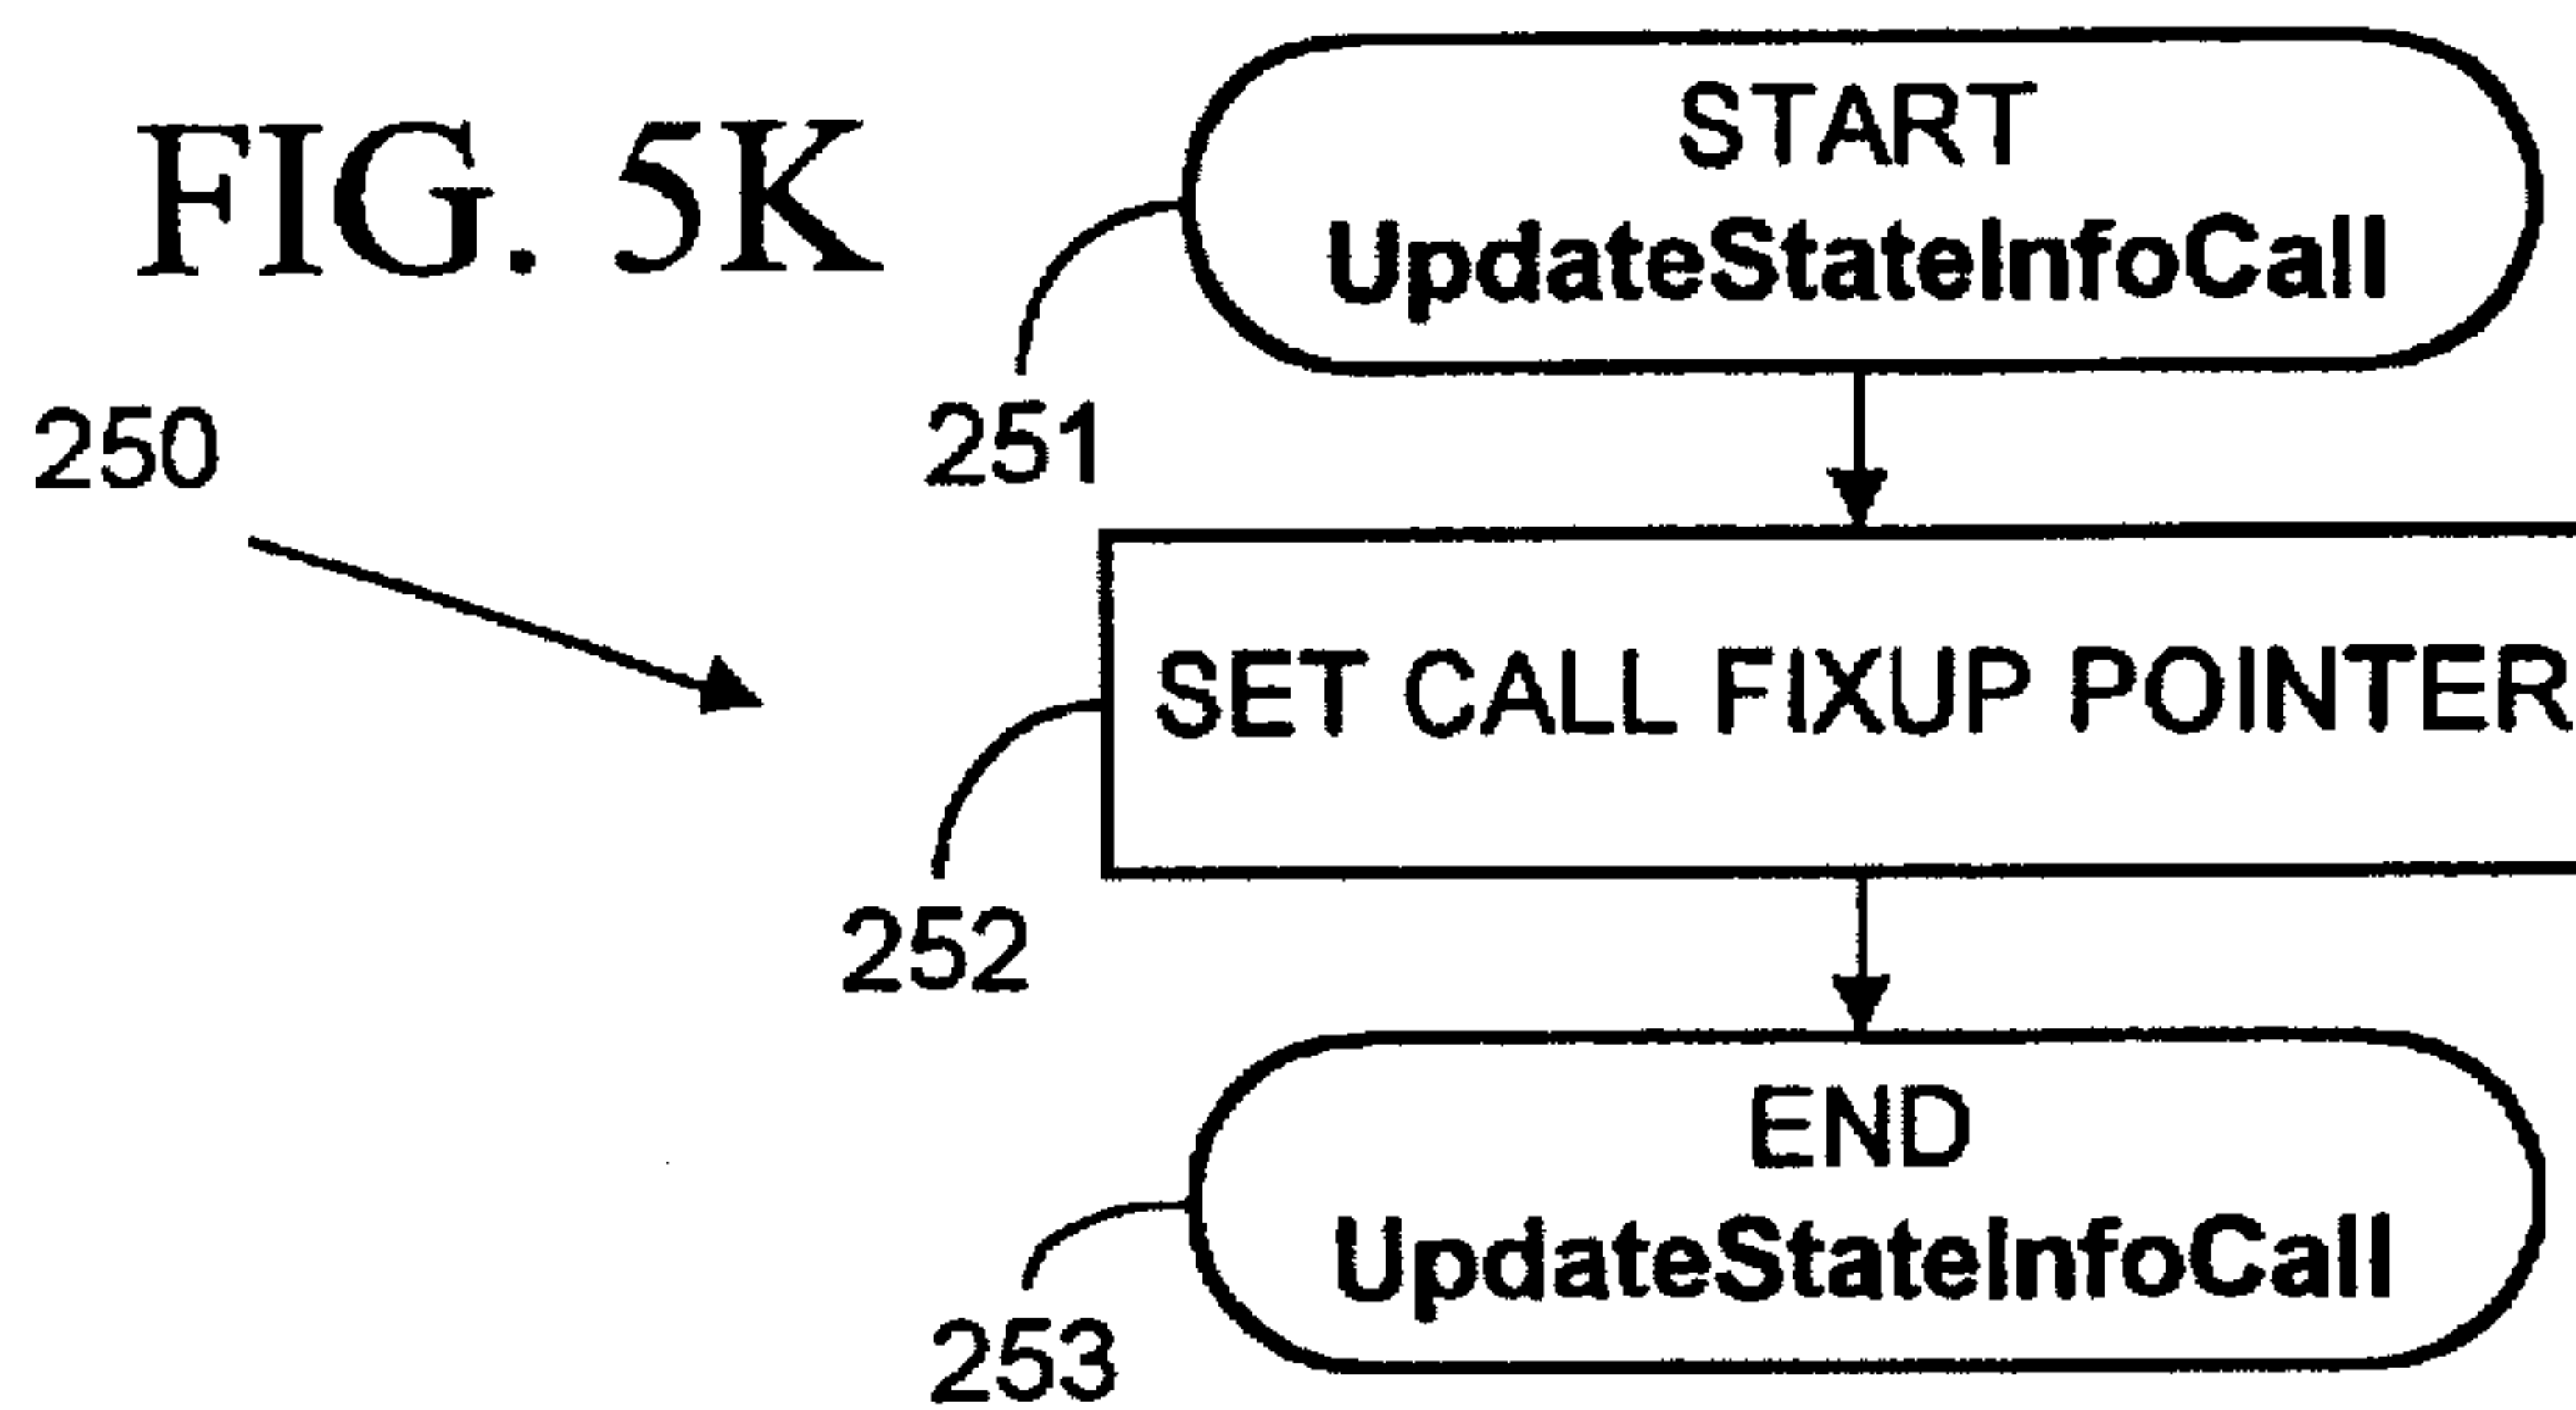 FIG. 5K
START
UpdateStateInfoCall
250
251
SET CALL FIXUP POINTER
252
END
UpdateStateInfoCall
253